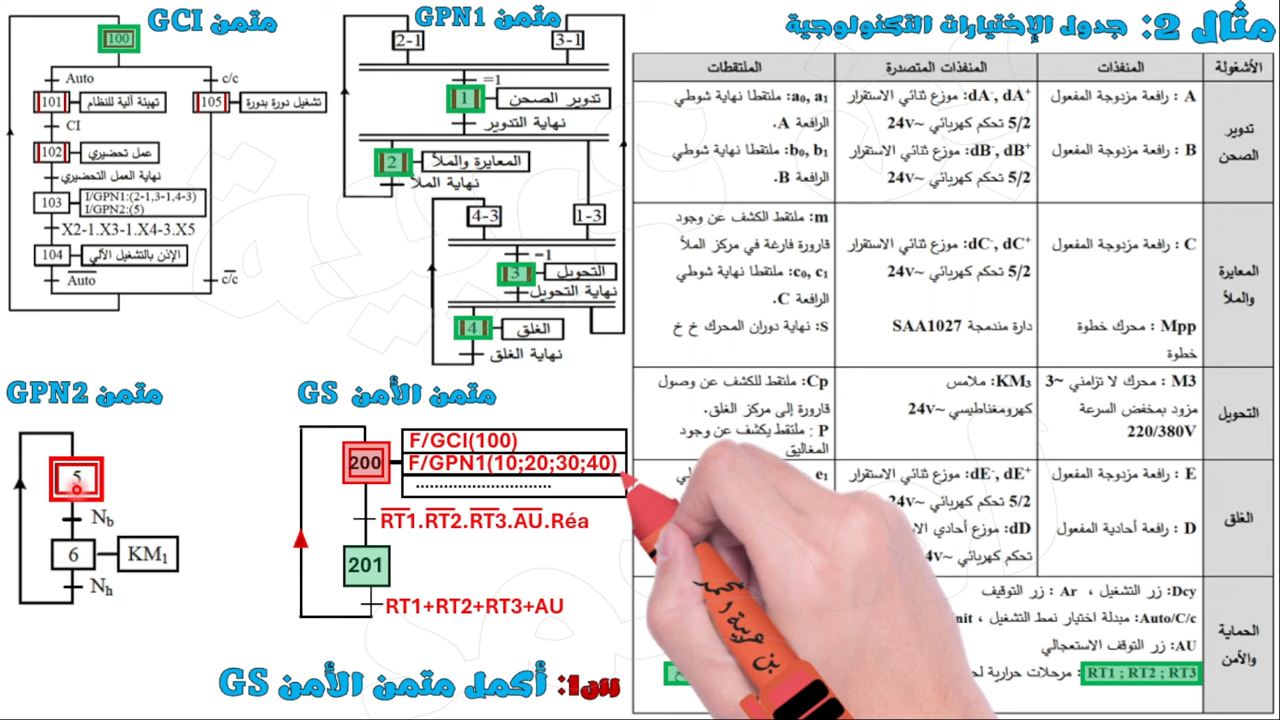 مثال 2: جدول الإختيارات التكنولوجية
متمن GCI
متمن GPN1
100
Auto
c/c
101
تهيئة آلية للنظام
105
تشغيل دورة بدورة
CI
102
عمل تحضيري
نهاية العمل التحضيري
103
I/GPN1:(2-1,3-1,4-3)
I/GPN2:(5)
X2-1.X3-1.X4-3.X5
104
الإذن بالتشغيل الآلي
Auto
c/c
2-1
3-1
=1
1
تدوير الصحن
نهاية التدوير
2
المعايرة والملأ
نهاية الملأ
4-3
1-3
=1
3
التحويل
نهاية التحويل
4
الغلق
نهاية الغلق
متمن GPN2
5
Nb
6
KM1
Nh
متمن الأمن GS
200
F/GCI(100)
F/GPN1(10;20;30;40)
............................
RT1.RT2.RT3.AU.Réa
201
RT1+RT2+RT3+AU
س1: أكمل متمن الأمن GS
الأشغولة
المنفذات
المنفذات المتصدرة
الملتقطات
تدوير
الصحن
A : رافعة مزدوجة المفعول
B : رافعة مزدوجة المفعول
dA-, dA+: موزع ثنائي الاستقرار
5/2 تحكم كهربائي ~24v
dB-, dB+: موزع ثنائي الاستقرار
5/2 تحكم كهربائي ~24v
a0, a1: ملتقطا نهاية شوطي
الرافعة A.
b0, b1: ملتقطا نهاية شوطي
الرافعة B.
المعايرة
والملأ
C : رافعة مزدوجة المفعول
Mpp : محرك خطوة
خطوة
dC-, dC+: موزع ثنائي الاستقرار
5/2 تحكم كهربائي ~24v
دارة مندمجة SAA1027
m: ملتقط الكشف عن وجود
قارورة فارغة في مركز الملأ
c0, c1: ملتقطا نهاية شوطي
الرافعة C.
S: نهاية دوران المحرك خ خ
التحويل
M3 : محرك لا تزامني ~3
مزود بمخفض السرعة
220/380V
KM3: ملامس
كهرومغناطيسي ~24v
Cp: ملتقط للكشف عن وصول
قارورة إلى مركز الغلق.
P : ملتقط يكشف عن وجود
المغاليق
الغلق
E : رافعة مزدوجة المفعول
D : رافعة أحادية المفعول
dE-, dE+: موزع ثنائي الاستقرار
5/2 تحكم كهربائي ~24v
dD: موزع أحادي
تحكم كهربائي
e1
الحماية
والأمن
Dcy: زر التشغيل ، Ar : زر التوقيف
Auto/C/c: مبدلة اختيار نمط التشغيل ،
AU: زر التوقف الاستعجالي
RT1 ; RT2 ; RT3 : مرحلات حرارية
بن عريبة امحمد